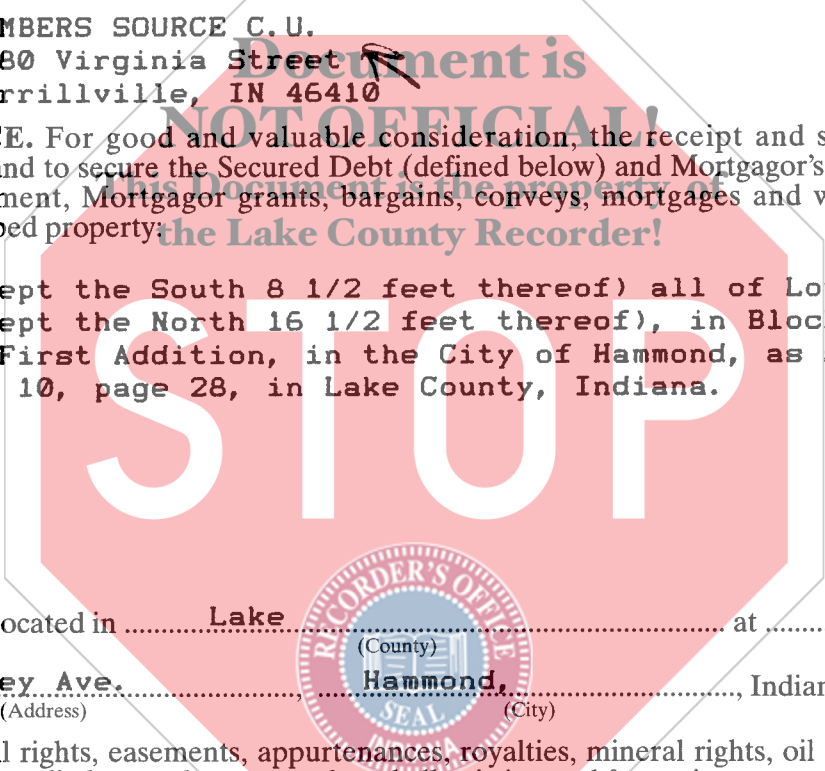 MBERS SOURCE C.U.
80 Virginia Street
rrillville, IN 46410
Document is
NOT OFFICIAL!
This Document is the property of
the Lake County Recorder!
CE. For good and valuable consideration, the receipt and s
nd to secure the Secured Debt (defined below) and Mortgagor's
ment, Mortgagor grants, bargains, conveys, mortgages and w
bed property:
ept the South 8 1/2 feet thereof) all of Lo
ept the North 16 1/2 feet thereof), in Bloc
First Addition, in the City of Hammond, as
10, page 28, in Lake County, Indiana.
STOP
ocated in Lake at
(County)
ey Ave., Hammond, , Indian
(Address) (City)
RECORDER'S OFFICE
SEAL
INDIANA
l rights, easements, appurtenances, royalties, mineral rights, oil